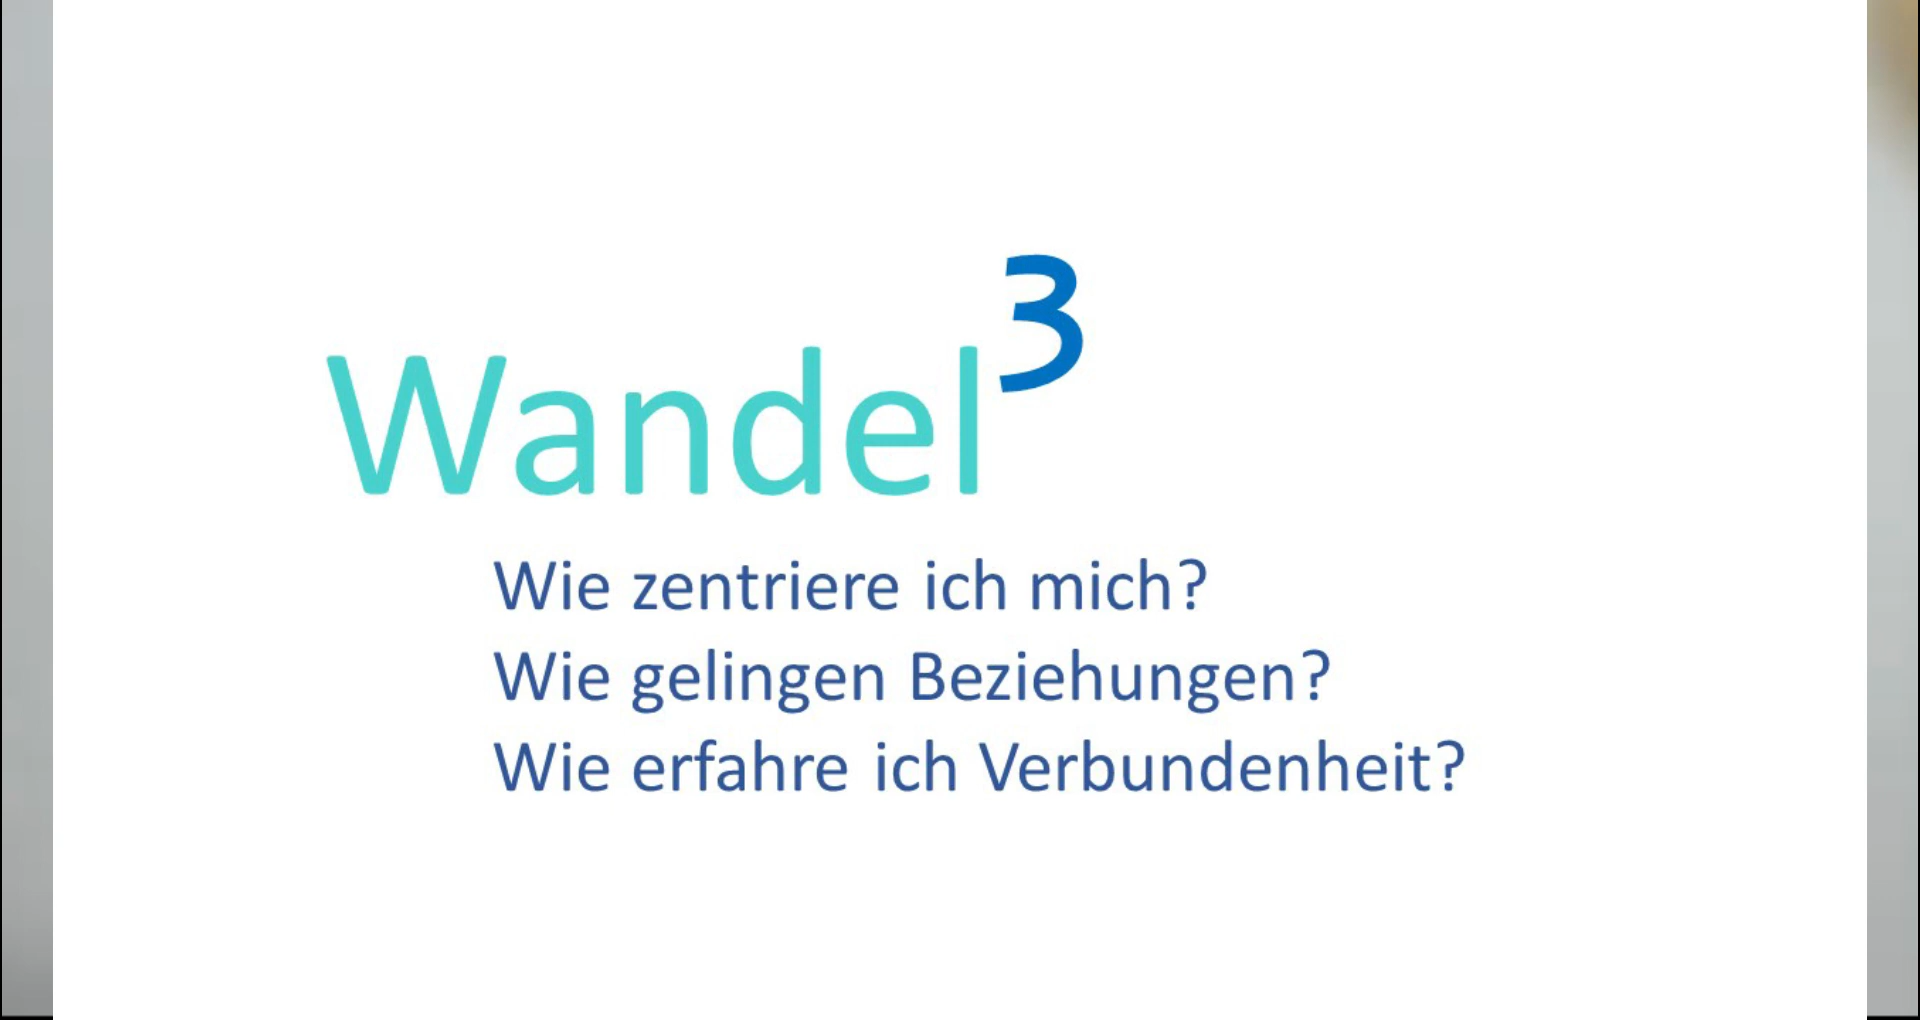 Wandel³
Wie zentriere ich mich?
Wie gelingen Beziehungen?
Wie erfahre ich Verbundenheit?